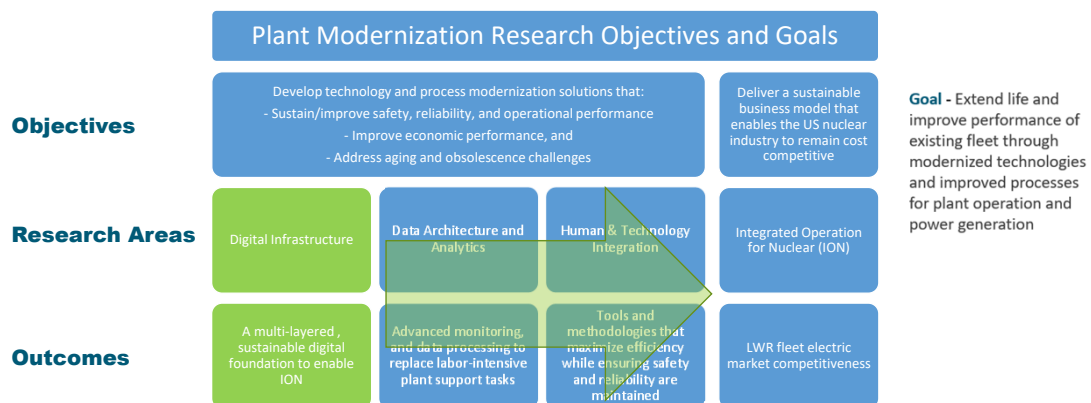 Plant Modernization Research Objectives and Goals
Objectives
Develop technology and process modernization solutions that:
- Sustain/improve safety, reliability, and operational performance
- Improve economic performance, and
- Address aging and obsolescence challenges
Deliver a sustainable
business model that
enables the US nuclear
industry to remain cost
competitive
Goal - Extend life and
improve performance of
existing fleet through
modernized technologies
and improved processes
for plant operation and
power generation
Research Areas
Digital Infrastructure
Data Architecture and
Analytics
Human & Technology
Integration
Integrated Operation
for Nuclear (ION)
Outcomes
A multi-layered ,
sustainable digital
foundation to enable
ION
Advanced monitoring,
and data processing to
replace labor-intensive
plant support tasks
Tools and
methodologies that
maximize efficiency
while ensuring safety
and reliability are
maintained
LWR fleet electric
market competitiveness